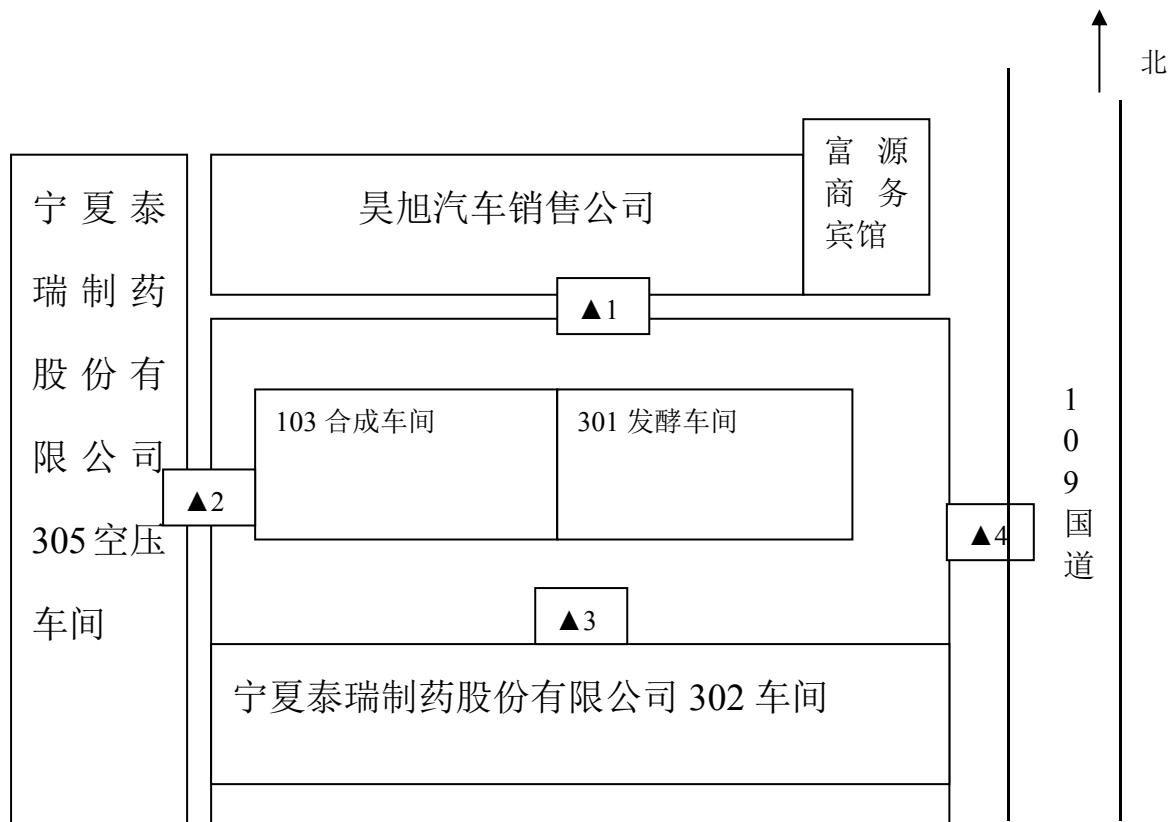 北
富 源
商 务
宾馆
宁 夏 泰
瑞 制 药
股 份 有
限 公 司
305 空压
车间
昊旭汽车销售公司
▲1
103 合成车间
301 发酵车间
▲2
▲4
▲3
宁夏泰瑞制药股份有限公司 302 车间
1
0
9
国
道